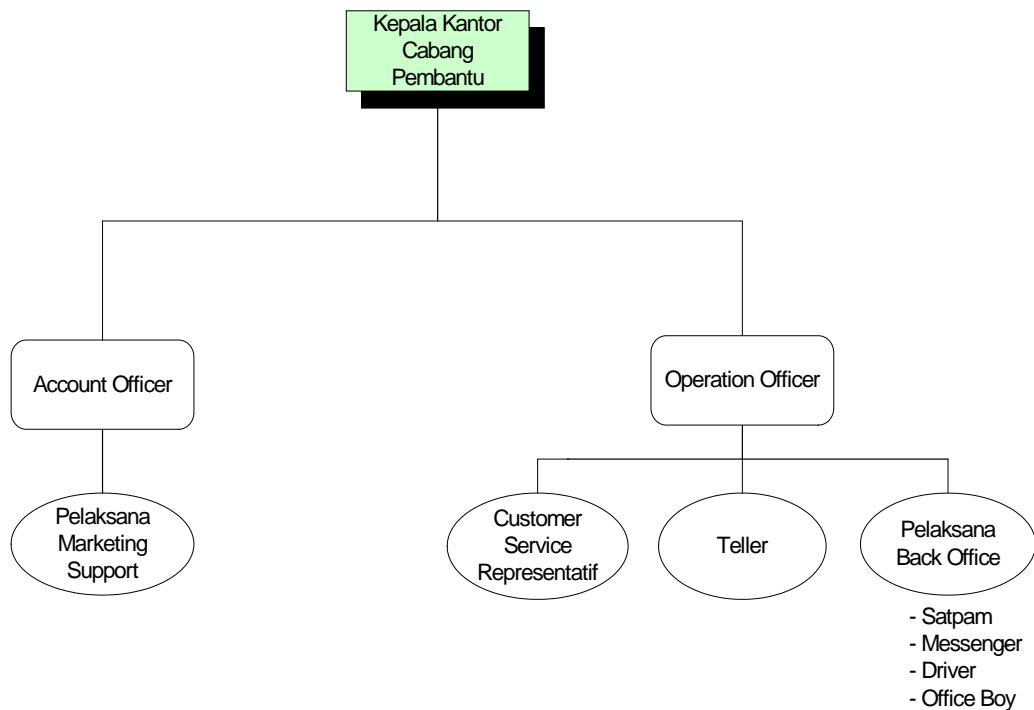 Kepala Kantor
Cabang
Pembantu
Account Officer
Operation Officer
Pelaksana
Marketing
Support
Customer
Service
Representatif
Teller
Pelaksana
Back Office
- Satpam
- Messenger
- Driver
- Office Boy